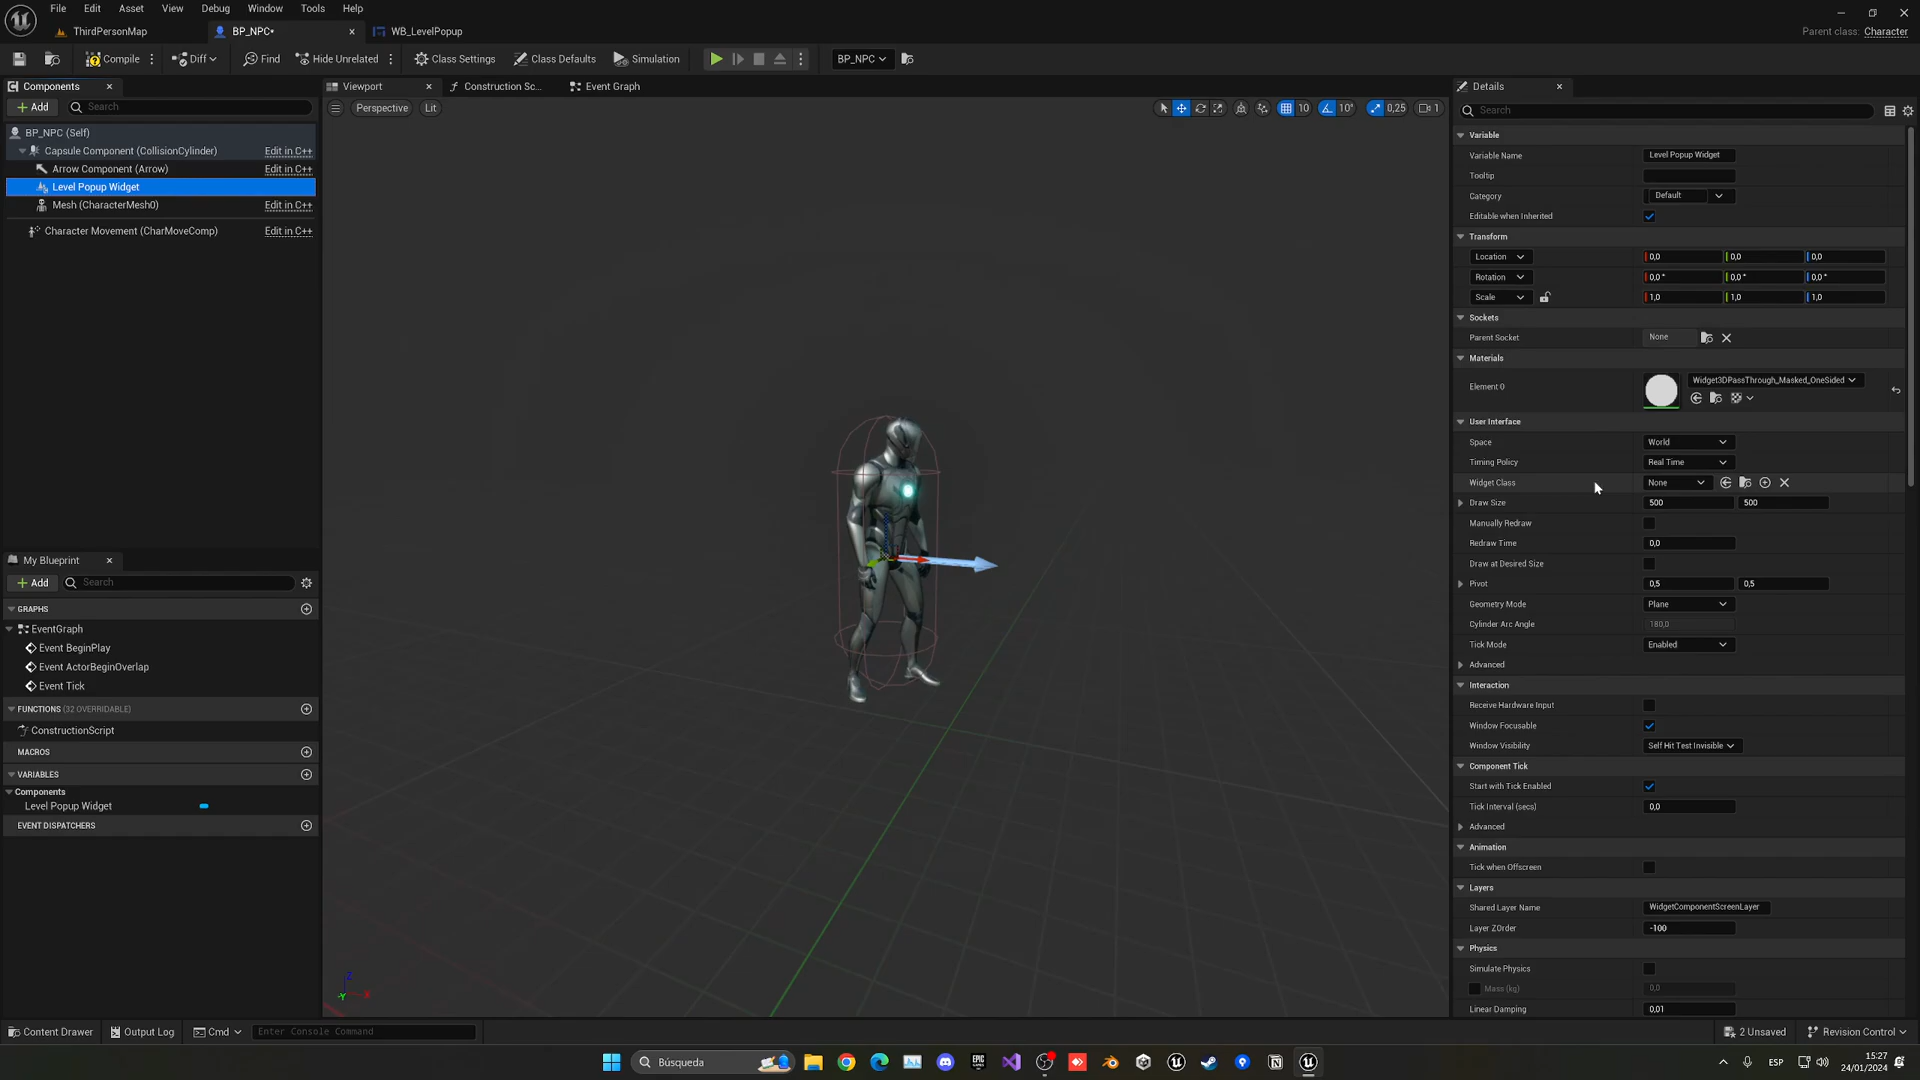 File Edit Asset View Debug Window Tools Help
ThirdPersonMap
BP_NPC*
WB_LevelPopup
Parent class: Character
Compile
Diff
Find
Hide Unrelated
Class Settings
Class Defaults
Simulation
BP_NPC
Components
Add
Search
BP_NPC (Self)
Capsule Component (CollisionCylinder) Edit in C++
Arrow Component (Arrow) Edit in C++
Level Popup Widget
Mesh (CharacterMesh0) Edit in C++
Character Movement (CharMoveComp) Edit in C++
My Blueprint
Add
Search
GRAPHS
EventGraph
Event BeginPlay
Event ActorBeginOverlap
Event Tick
FUNCTIONS (32 OVERRIDABLE)
ConstructionScript
MACROS
VARIABLES
Components
Level Popup Widget
EVENT DISPATCHERS
Viewport
Construction Sc...
Event Graph
Perspective
Lit
10
10°
0,25
1
Z
X
Y
Details
Search
Variable
Variable Name Level Popup Widget
Tooltip
Category Default
Editable when Inherited
Transform
Location 0,0 0,0 0,0
Rotation 0,0 ° 0,0 ° 0,0 °
Scale 1,0 1,0 1,0
Sockets
Parent Socket None
Materials
Element 0 Widget3DPassThrough_Masked_OneSided
User Interface
Space World
Timing Policy Real Time
Widget Class None
Draw Size 500 500
Manually Redraw
Redraw Time 0,0
Draw at Desired Size
Pivot 0,5 0,5
Geometry Mode Plane
Cylinder Arc Angle 180,0
Tick Mode Enabled
Advanced
Interaction
Receive Hardware Input
Window Focusable
Window Visibility Self Hit Test Invisible
Component Tick
Start with Tick Enabled
Tick Interval (secs) 0,0
Advanced
Animation
Tick when Offscreen
Layers
Shared Layer Name WidgetComponentScreenLayer
Layer ZOrder -100
Physics
Simulate Physics
Mass (kg) 0,0
Linear Damping 0,01
Content Drawer
Output Log
Cmd
Enter Console Command
2 Unsaved
Revision Control
Búsqueda
ESP
15:27
24/01/2024